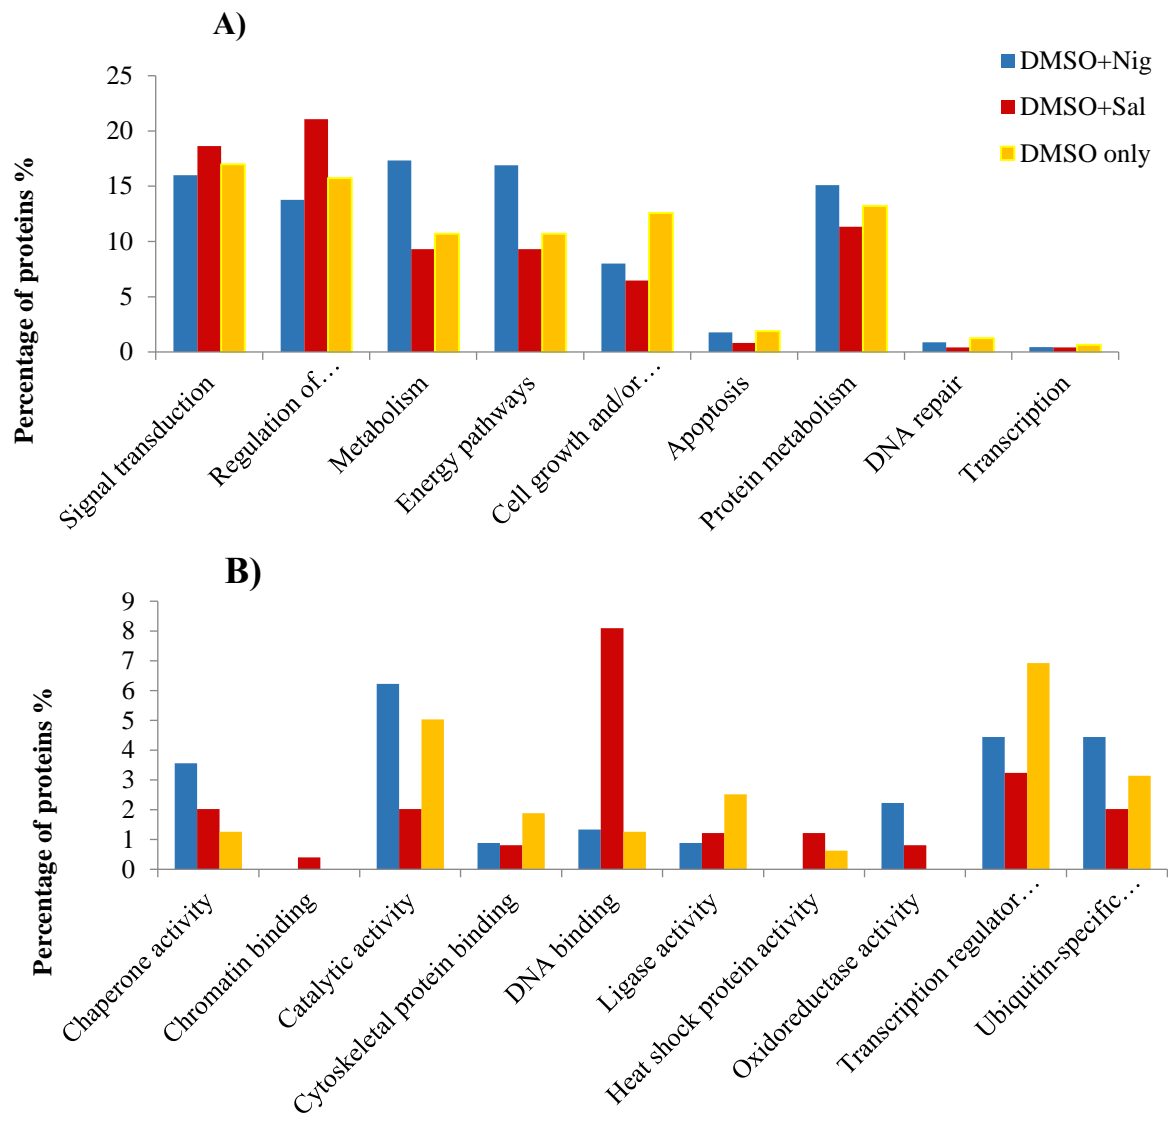 A)
DMSO+Nig
DMSO+Sal
DMSO only
Percentage of proteins %
25
20
15
10
5
0
Signal transduction
Regulation of…
Metabolism
Energy pathways
Cell growth and/or…
Apoptosis
Protein metabolism
DNA repair
Transcription
B)
Percentage of proteins %
9
8
7
6
5
4
3
2
1
0
Chaperone activity
Chromatin binding
Catalytic activity
Cytoskeletal protein binding
DNA binding
Ligase activity
Heat shock protein activity
Oxidoreductase activity
Transcription regulator…
Ubiquitin-specific…